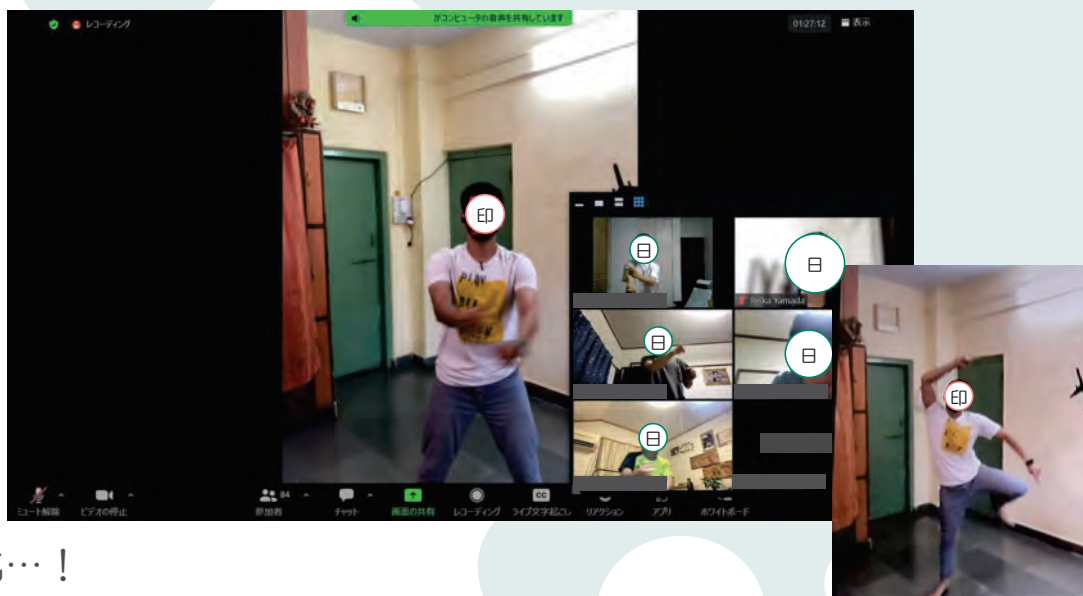 レコーディング
がコンピュータの音声を共有しています
01:27:12 表示
印
日
日
Reika Yamada
日
日
日
印
ミュート解除 ビデオの停止 84 参加者 チャット 画面の共有 レコーディング CC ライブ文字起こし リアクション アプリ ホワイトボード
…！